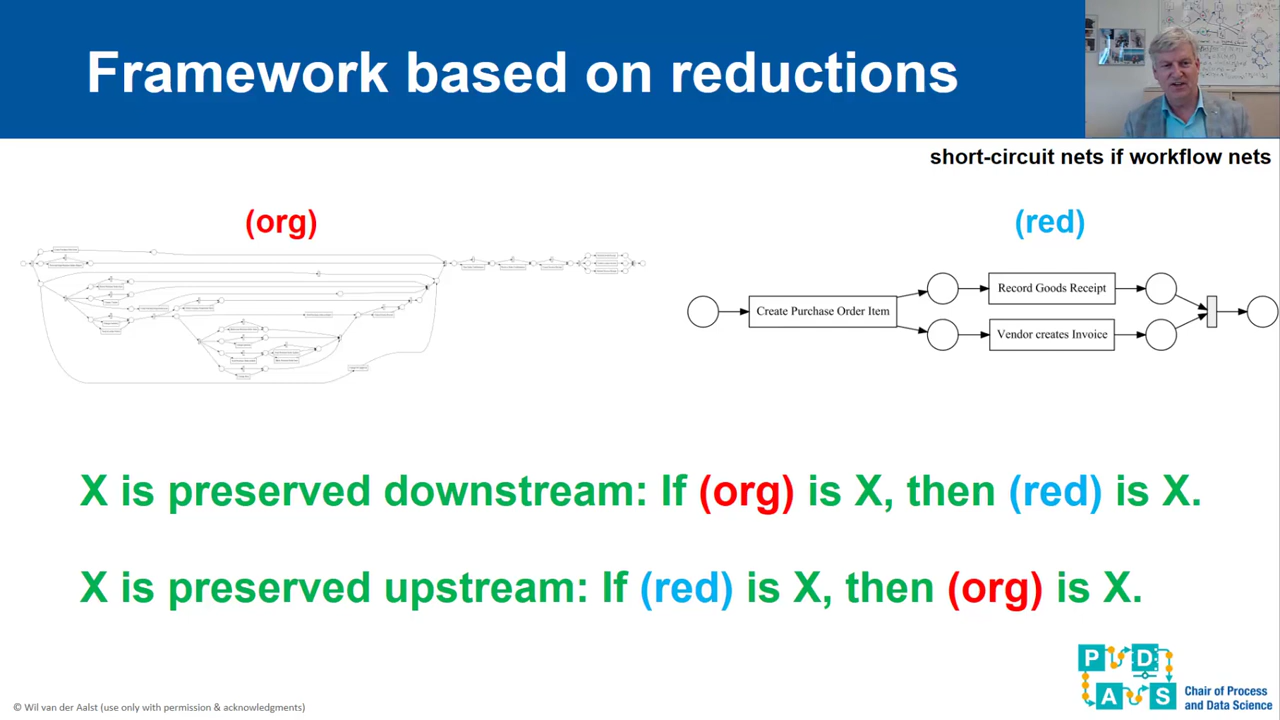 Framework based on reductions
short-circuit nets if workflow nets
(org)
(red)
Create Purchase Order Item
Record Goods Receipt
Vendor creates Invoice
X is preserved downstream: If (org) is X, then (red) is X.
X is preserved upstream: If (red) is X, then (org) is X.
P D
A S
Chair of Process
and Data Science
© Wil van der Aalst (use only with permission & acknowledgments)